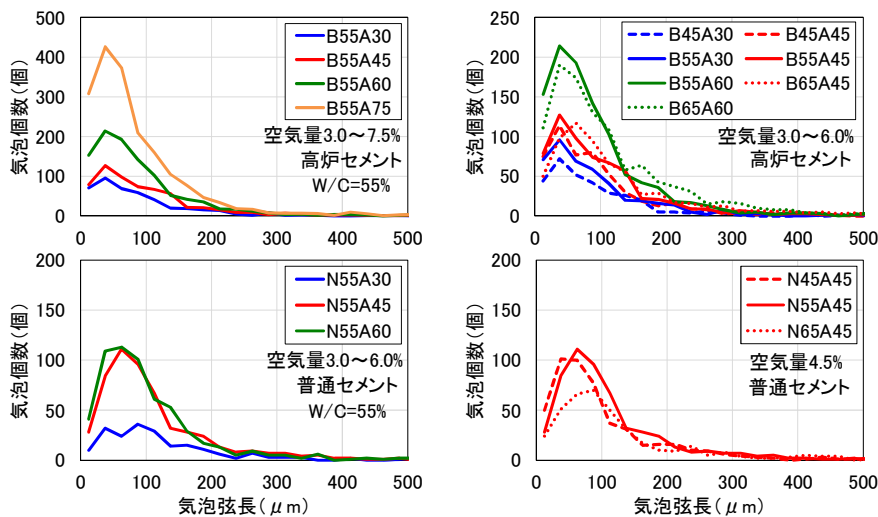 500
400
300
200
100
0
気泡個数(個)
B55A30
B55A45
B55A60
B55A75
空気量3.0～7.5%
高炉セメント
W/C=55%
0 100 200 300 400 500
250
200
150
100
50
0
気泡個数(個)
B45A30 B45A45
B55A30 B55A45
B55A60 B65A45
B65A60
空気量3.0～6.0%
高炉セメント
0 100 200 300 400 500
200
150
100
50
0
気泡個数(個)
N55A30
N55A45
N55A60
空気量3.0～6.0%
普通セメント
W/C=55%
0 100 200 300 400 500
気泡弦長(μm)
200
150
100
50
0
気泡個数(個)
N45A45
N55A45
N65A45
空気量4.5%
普通セメント
0 100 200 300 400 500
気泡弦長(μm)